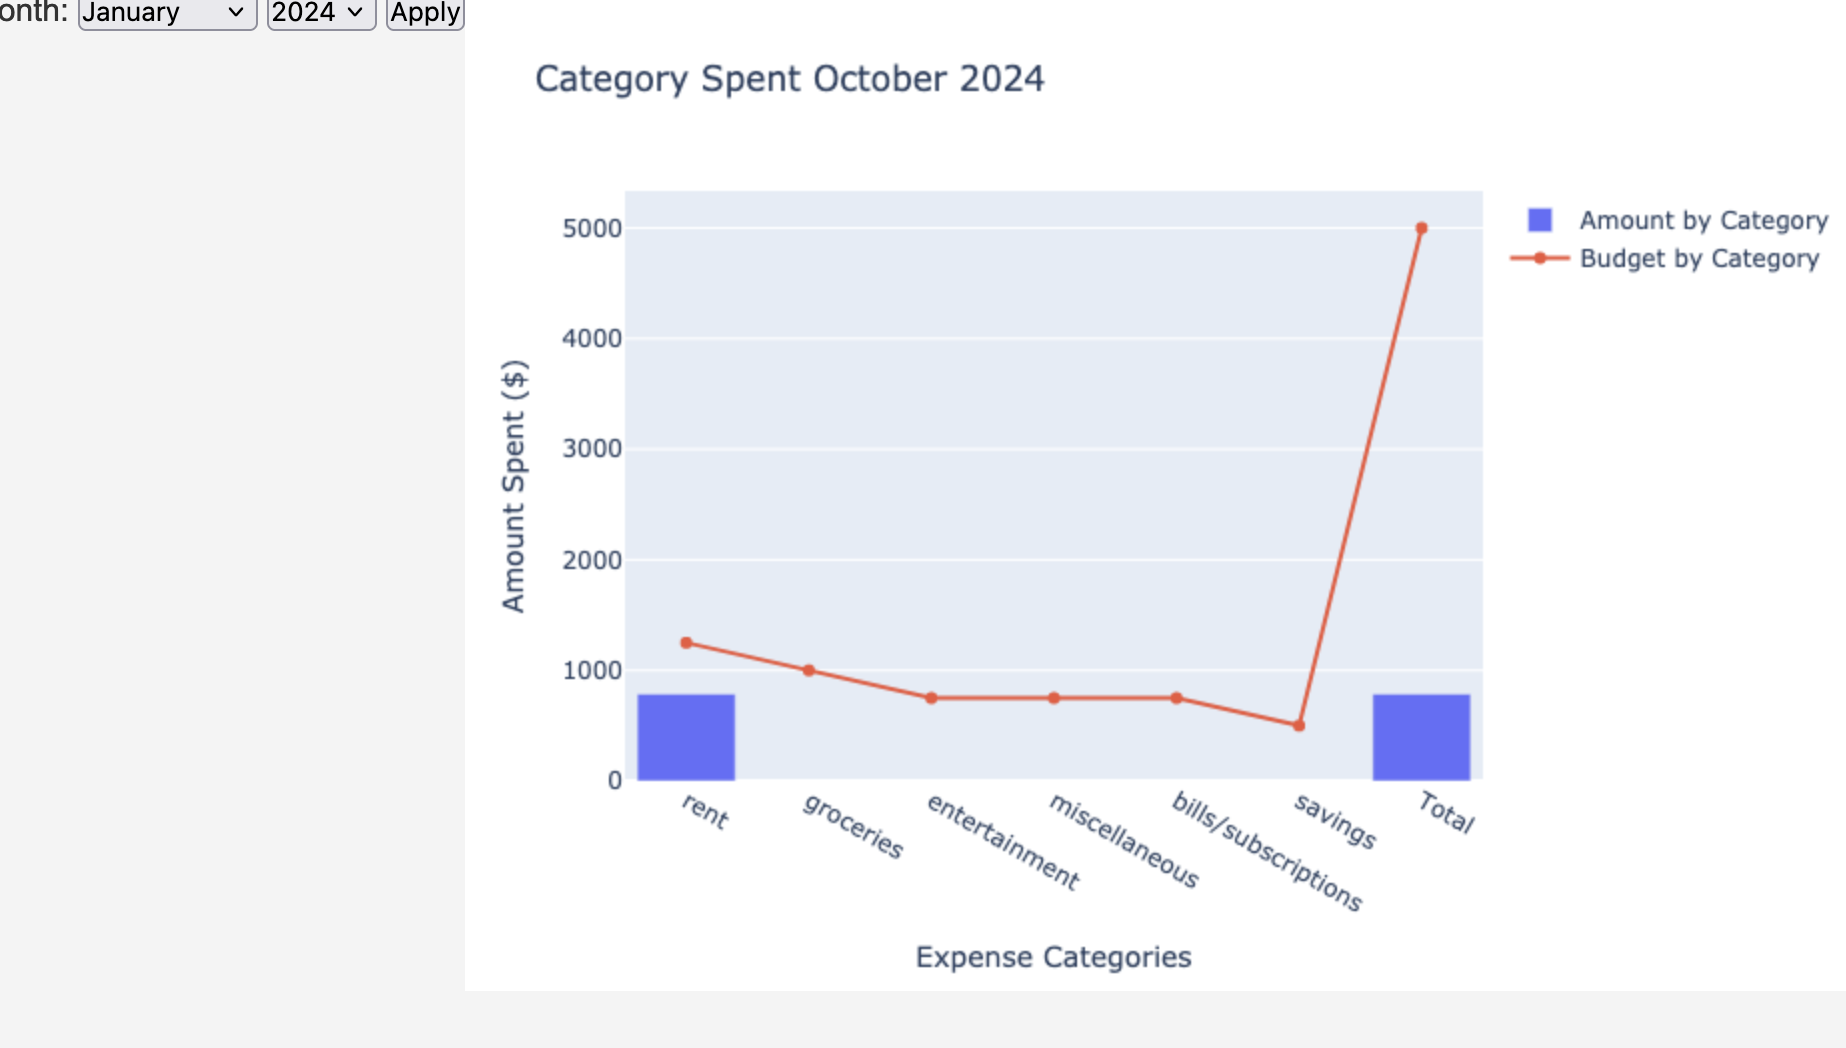 onth: January 2024 Apply
Category Spent October 2024
Amount by Category
Budget by Category
Amount Spent ($)
5000
4000
3000
2000
1000
0
rent
groceries
entertainment
miscellaneous
bills/subscriptions
savings
Total
Expense Categories